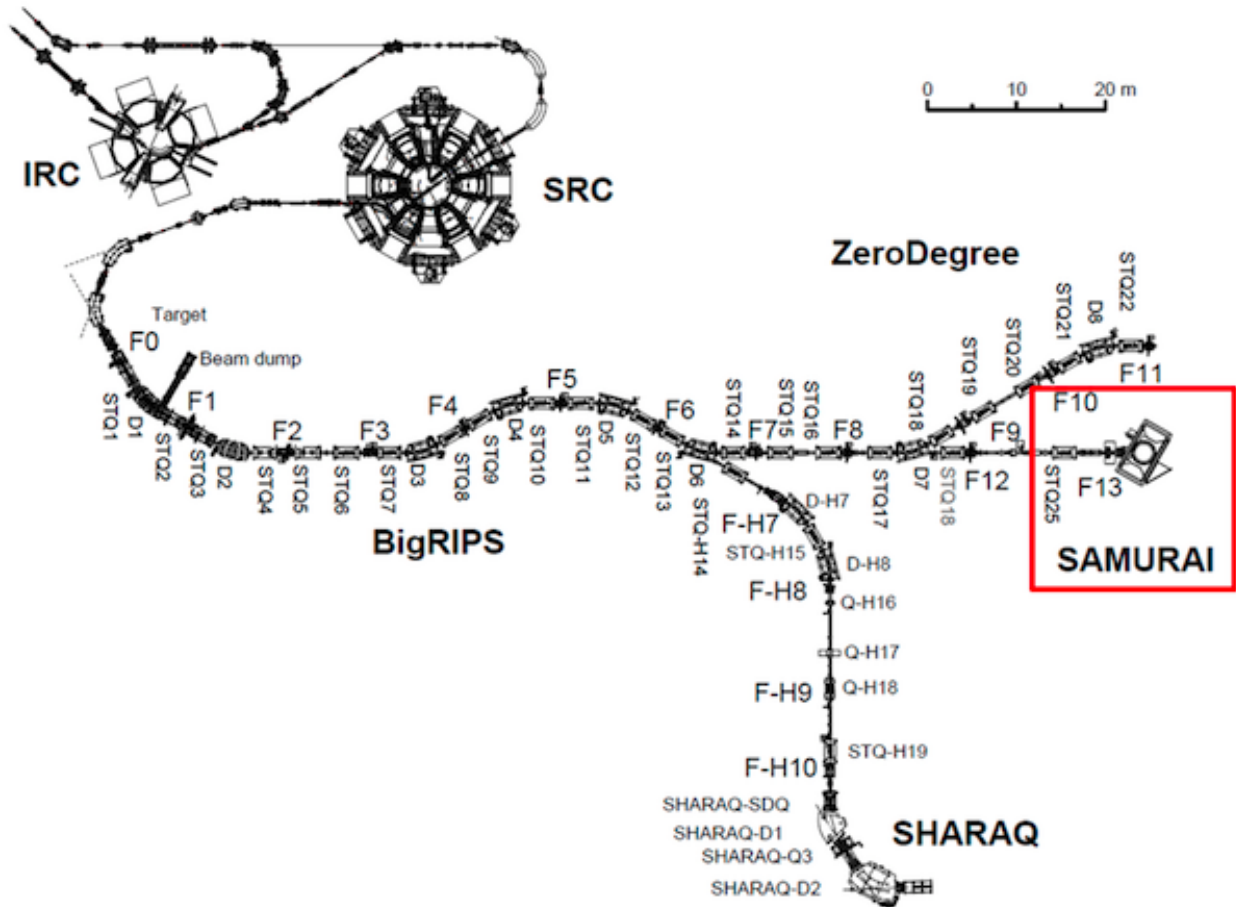 0 10 20 m
IRC
SRC
ZeroDegree
Target
F0
Beam dump
F1
STQ1
D1
STQ2
STQ3
D2
STQ4
F2
STQ5
STQ6
F3
STQ7
D3
F4
STQ8
STQ9
D4
F5
STQ10
STQ11
D5
STQ12
F6
STQ13
D6
STQ-H14
STQ14
F7
STQ15
STQ16
F8
STQ17
STQ18
D7
STQ18
STQ19
STQ20
F9
F12
F10
STQ21
D8
STQ22
F11
STQ25
F13
SAMURAI
BigRIPS
F-H7
D-H7
STQ-H15
D-H8
F-H8
Q-H16
Q-H17
F-H9
Q-H18
STQ-H19
F-H10
SHARAQ-SDQ
SHARAQ-D1
SHARAQ
SHARAQ-Q3
SHARAQ-D2